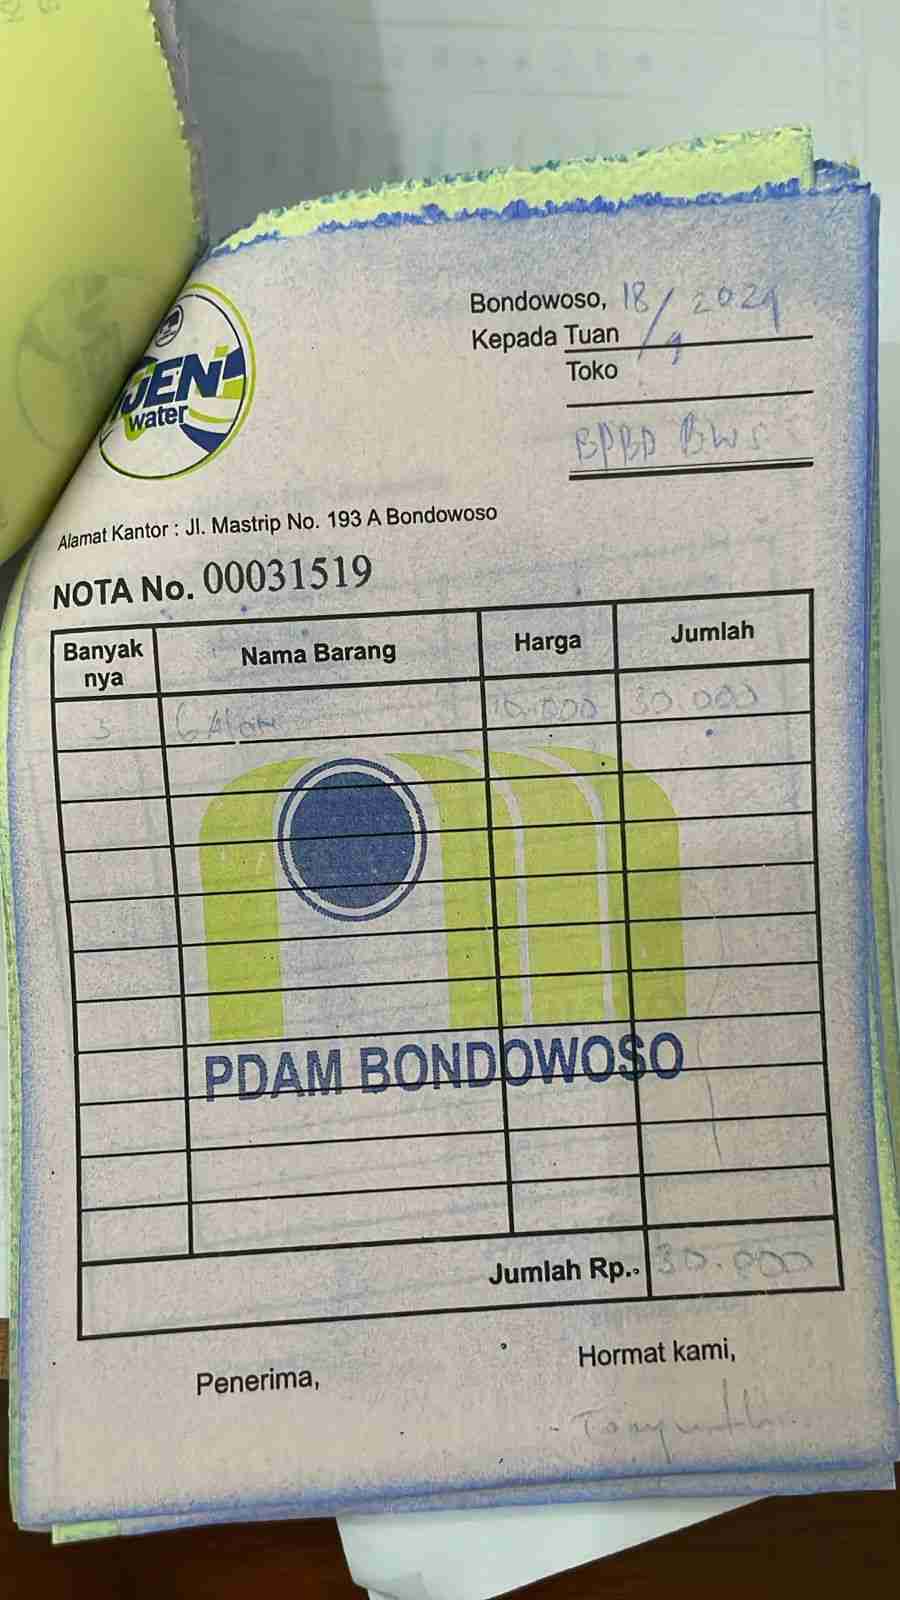 IJEN
water
Bondowoso, 18/9 2024
Kepada Tuan
Toko
BPBD BWS
Alamat Kantor : Jl. Mastrip No. 193 A Bondowoso
NOTA No. 00031519
Banyak nya Nama Barang Harga Jumlah
3 Galon 10.000 30.000
PDAM BONDOWOSO
Jumlah Rp. 30.000
Penerima, Hormat kami,